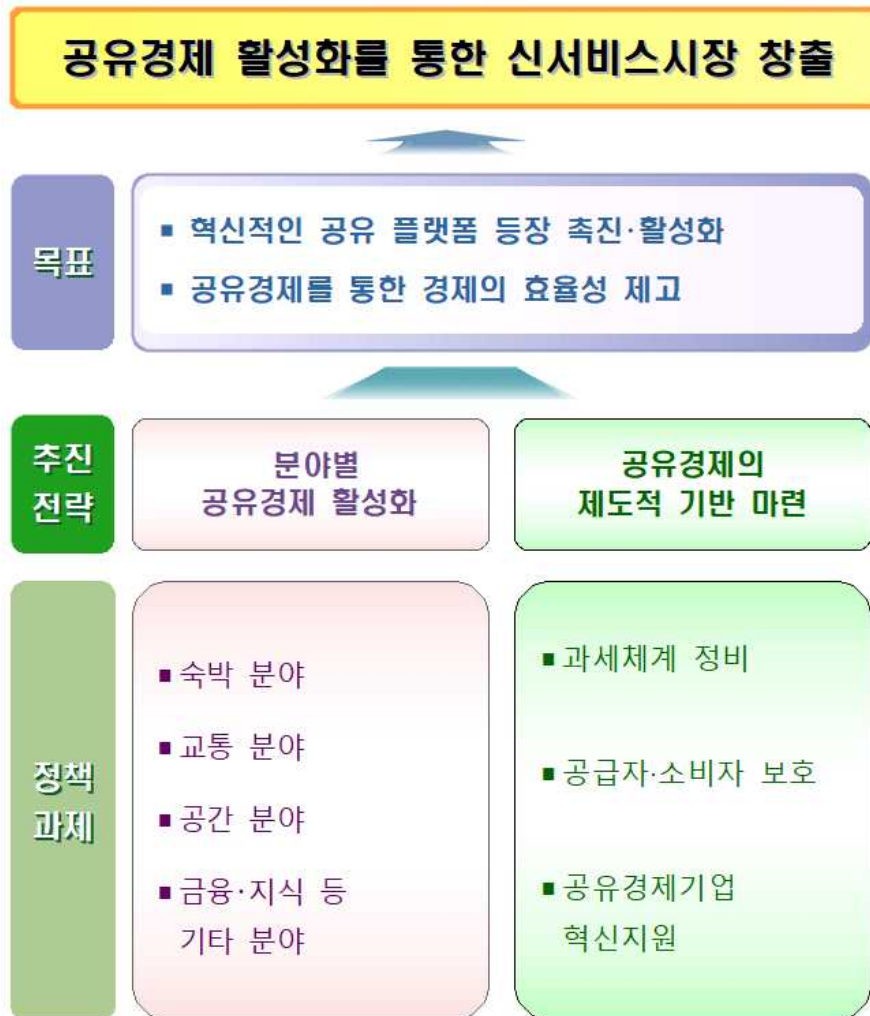 공유경제 활성화를 통한 신서비스시장 창출
목표
▪ 혁신적인 공유 플랫폼 등장 촉진·활성화
▪ 공유경제를 통한 경제의 효율성 제고
추진
전략
분야별
공유경제 활성화
공유경제의
제도적 기반 마련
정책
과제
▪ 숙박 분야
▪ 교통 분야
▪ 공간 분야
▪ 금융·지식 등
기타 분야
▪ 과세체계 정비
▪ 공급자·소비자 보호
▪ 공유경제기업
혁신지원